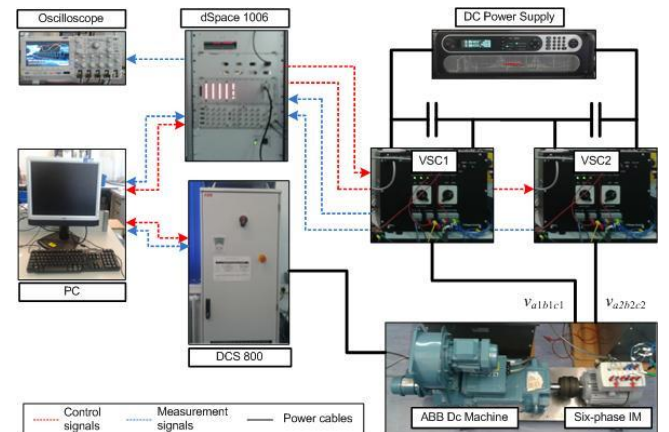 Oscilloscope
dSpace 1006
DC Power Supply
VSC1
VSC2
PC
DCS 800
va1b1c1
va2b2c2
ABB Dc Machine
Six-phase IM
Control signals
Measurement signals
Power cables